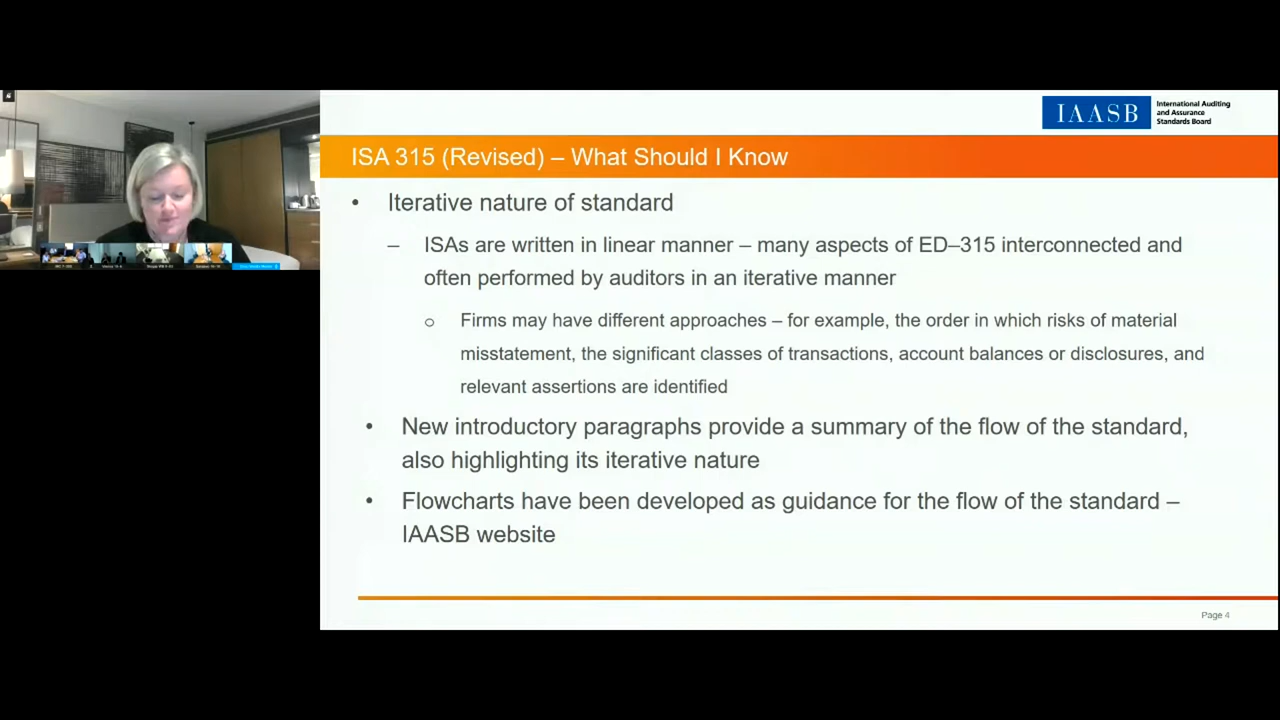 IAASB
International Auditing
and Assurance
Standards Board
ISA 315 (Revised) – What Should I Know
• Iterative nature of standard
– ISAs are written in linear manner – many aspects of ED–315 interconnected and
often performed by auditors in an iterative manner
o Firms may have different approaches – for example, the order in which risks of material
misstatement, the significant classes of transactions, account balances or disclosures, and
relevant assertions are identified
• New introductory paragraphs provide a summary of the flow of the standard,
also highlighting its iterative nature
• Flowcharts have been developed as guidance for the flow of the standard –
IAASB website
Page 4